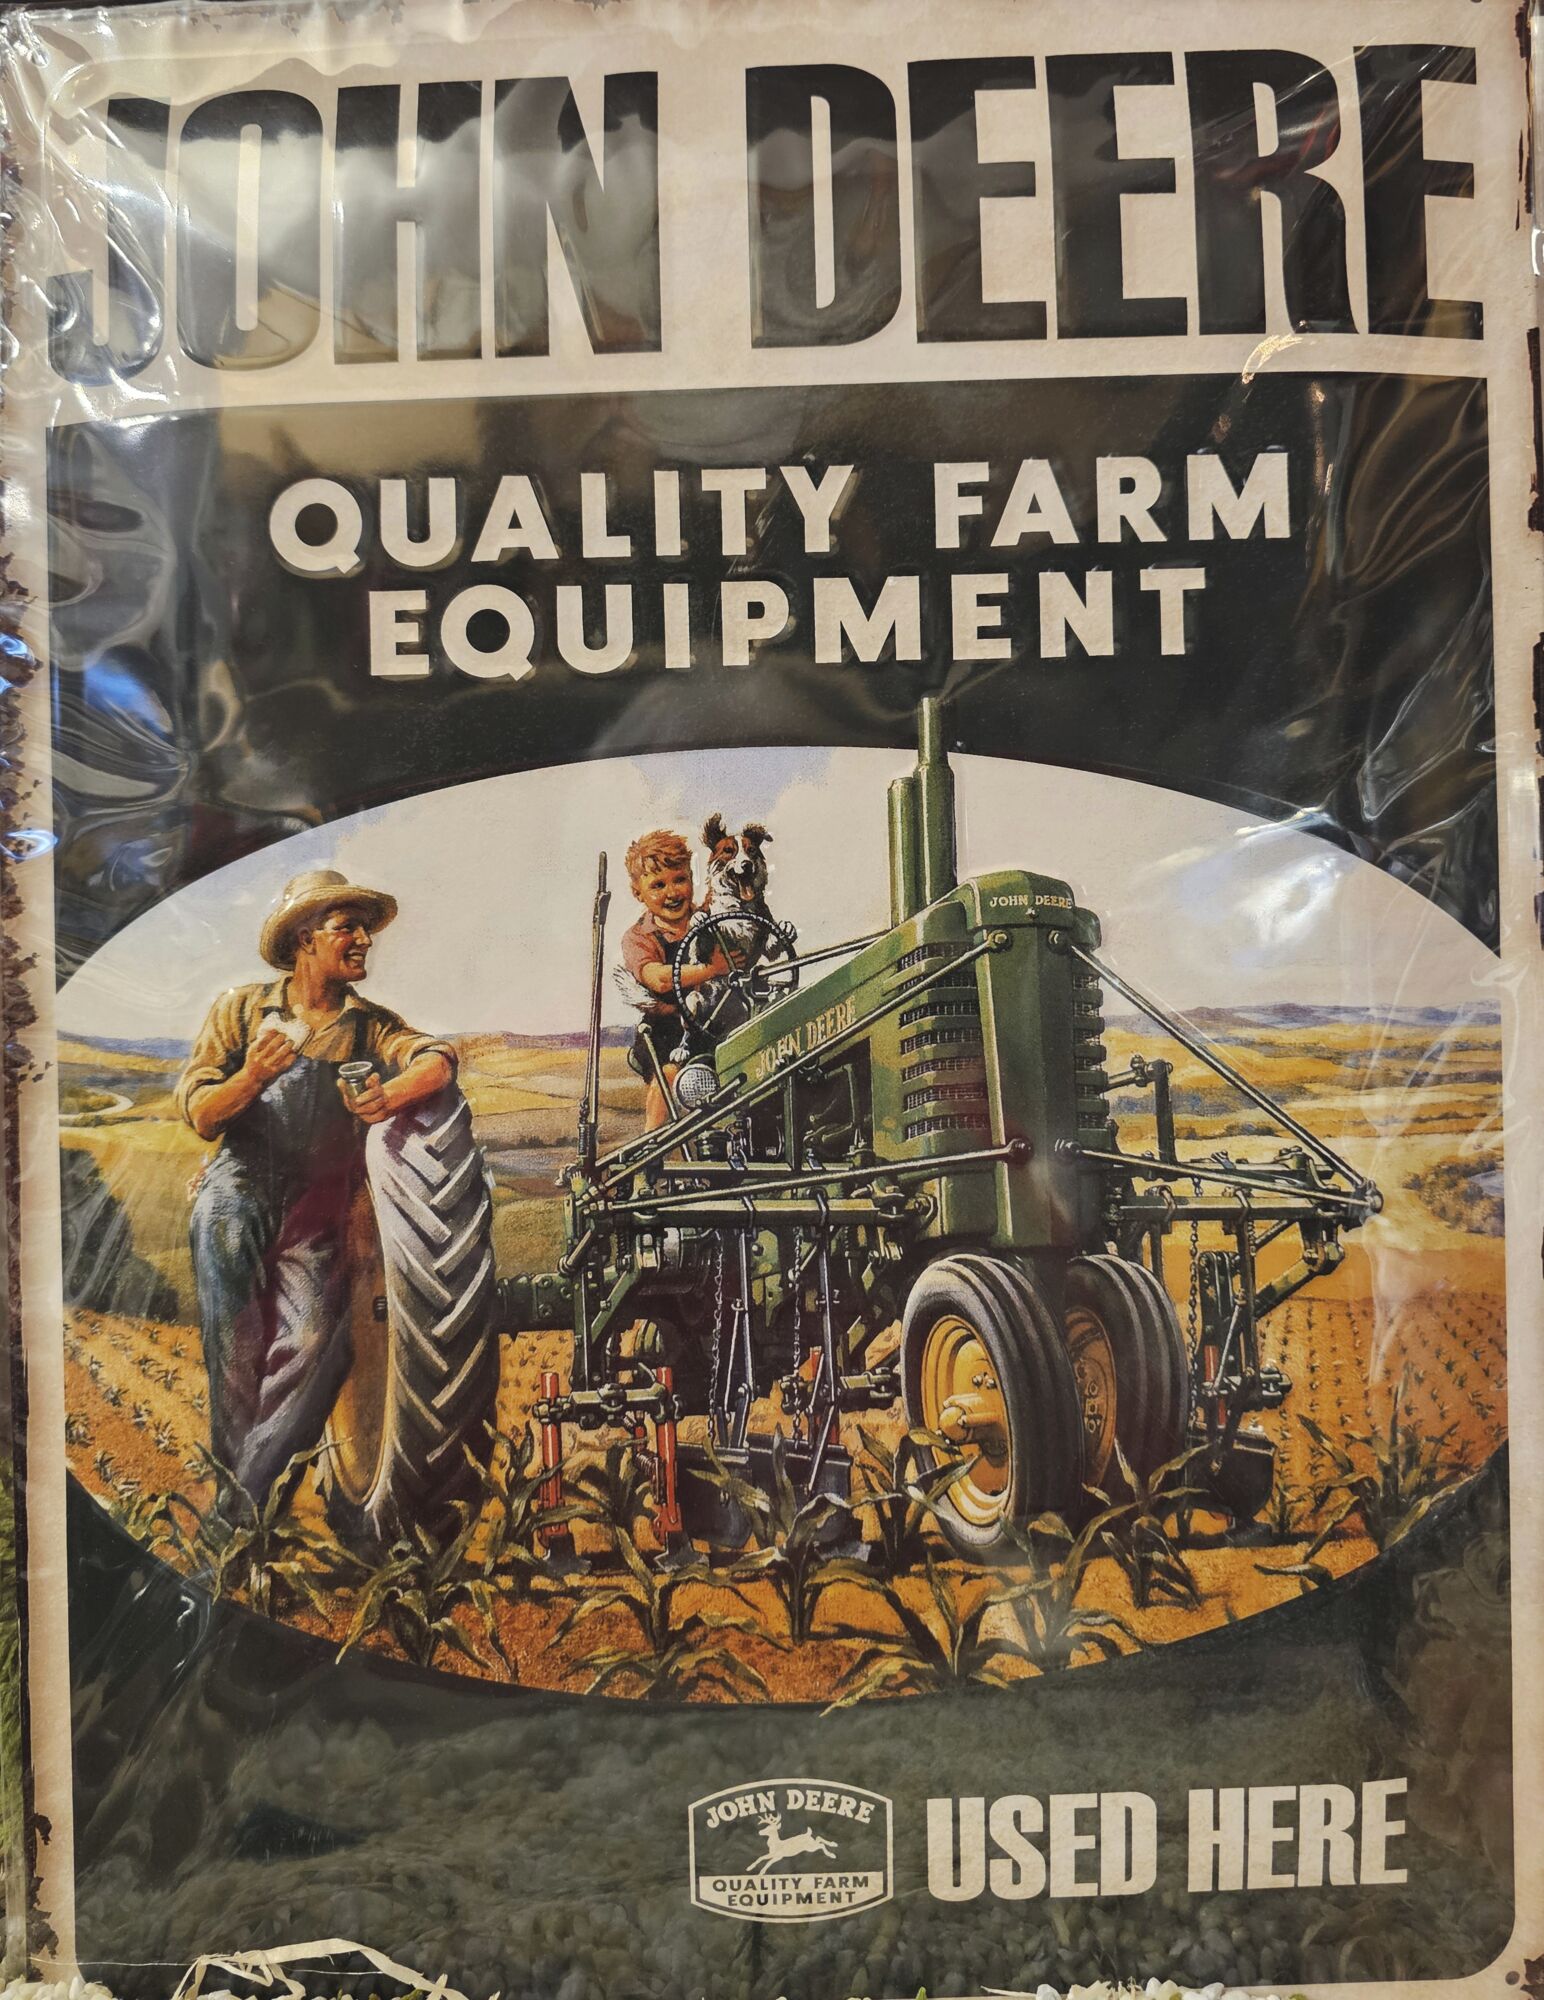 JOHN DEERE
QUALITY FARM
EQUIPMENT
JOHN DEERE
JOHN DEERE
JOHN DEERE
QUALITY FARM
EQUIPMENT
USED HERE